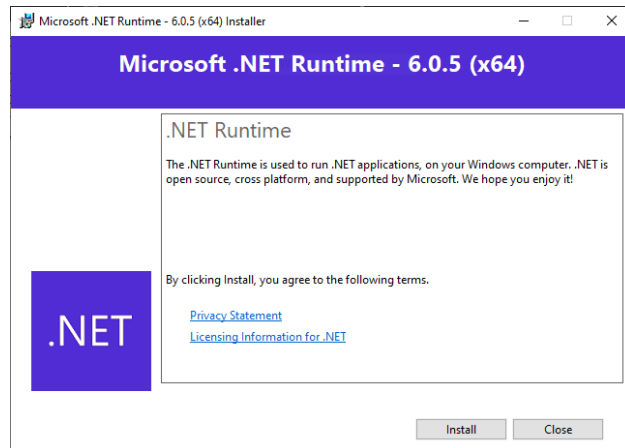 Microsoft .NET Runtime - 6.0.5 (x64) Installer
Microsoft .NET Runtime - 6.0.5 (x64)
.NET Runtime
The .NET Runtime is used to run .NET applications, on your Windows computer. .NET is
open source, cross platform, and supported by Microsoft. We hope you enjoy it!
By clicking Install, you agree to the following terms.
Privacy Statement
Licensing Information for .NET
.NET
Install
Close